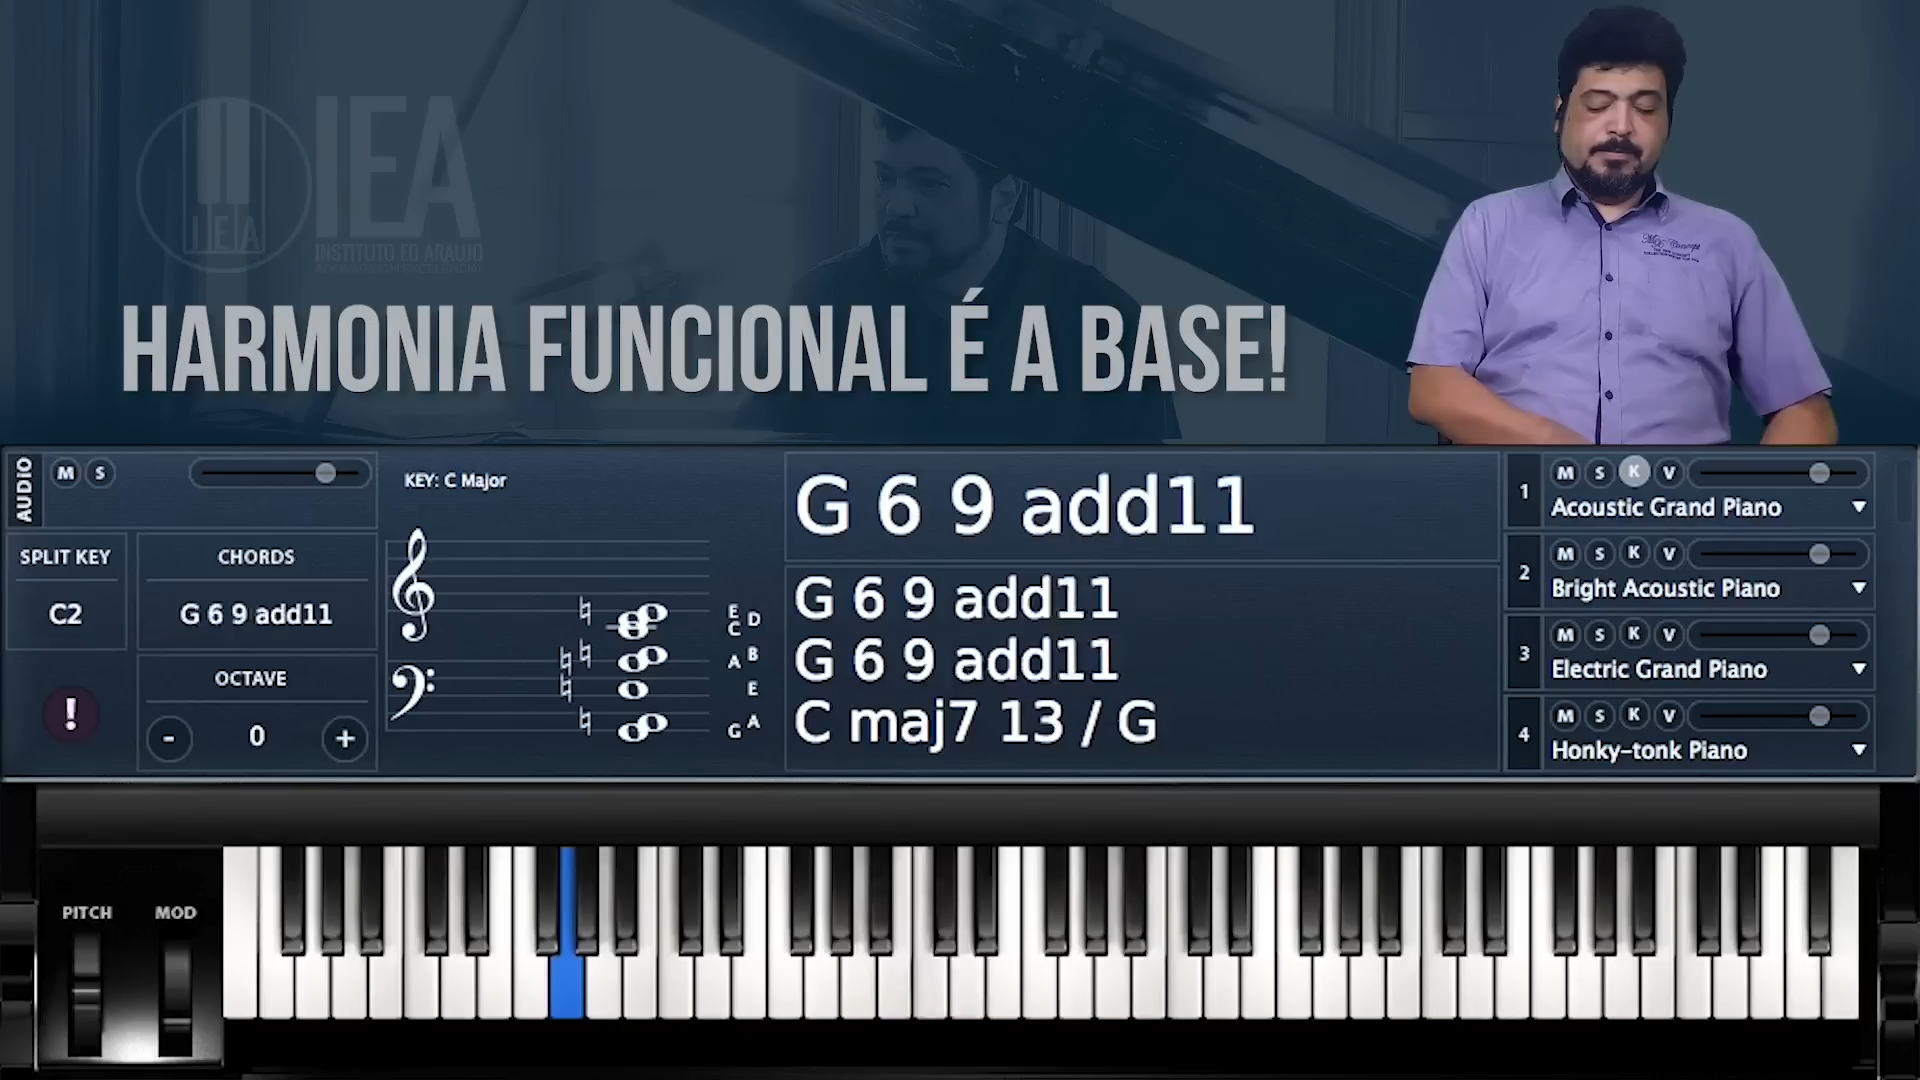 IEA
IEA
INSTITUTO ED ARAUJO
HARMONIA FUNCIONAL É A BASE!
AUDiO
M S
KEY: C Major
SPLIT KEY
C2
CHORDS
G 6 9 add11
!
OCTAVE
- 0 +
E
C D
A B
E
G A
G 6 9 add11
G 6 9 add11
G 6 9 add11
C maj7 13 / G
1
M S K V
Acoustic Grand Piano
2
M S K V
Bright Acoustic Piano
3
M S K V
Electric Grand Piano
4
M S K V
Honky-tonk Piano
PITCH MOD